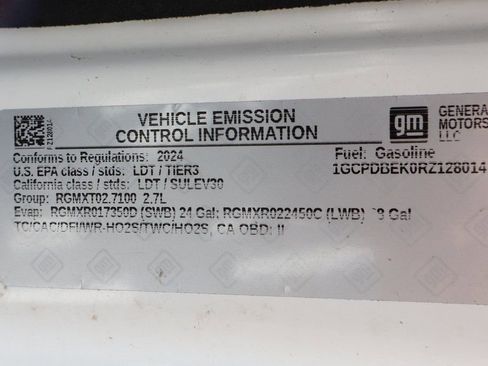 VEHICLE EMISSION
CONTROL INFORMATION
gm
GENERAL
MOTORS
LLC
Conforms to Regulations: 2024
U.S. EPA class / stds: LDT / TIER3
California class / stds: LDT / SULEV30
Group: RGMXT02.7100 2.7L
Evap: RGMXR017350D (SWB) 24 Gal; RGMXR022450C (LWB) Gal
TC/CAC/DFI/WR-HO2S/TWC/HO2S, CA OBD: II
Fuel: Gasoline
1GCPDBEK0RZ128014